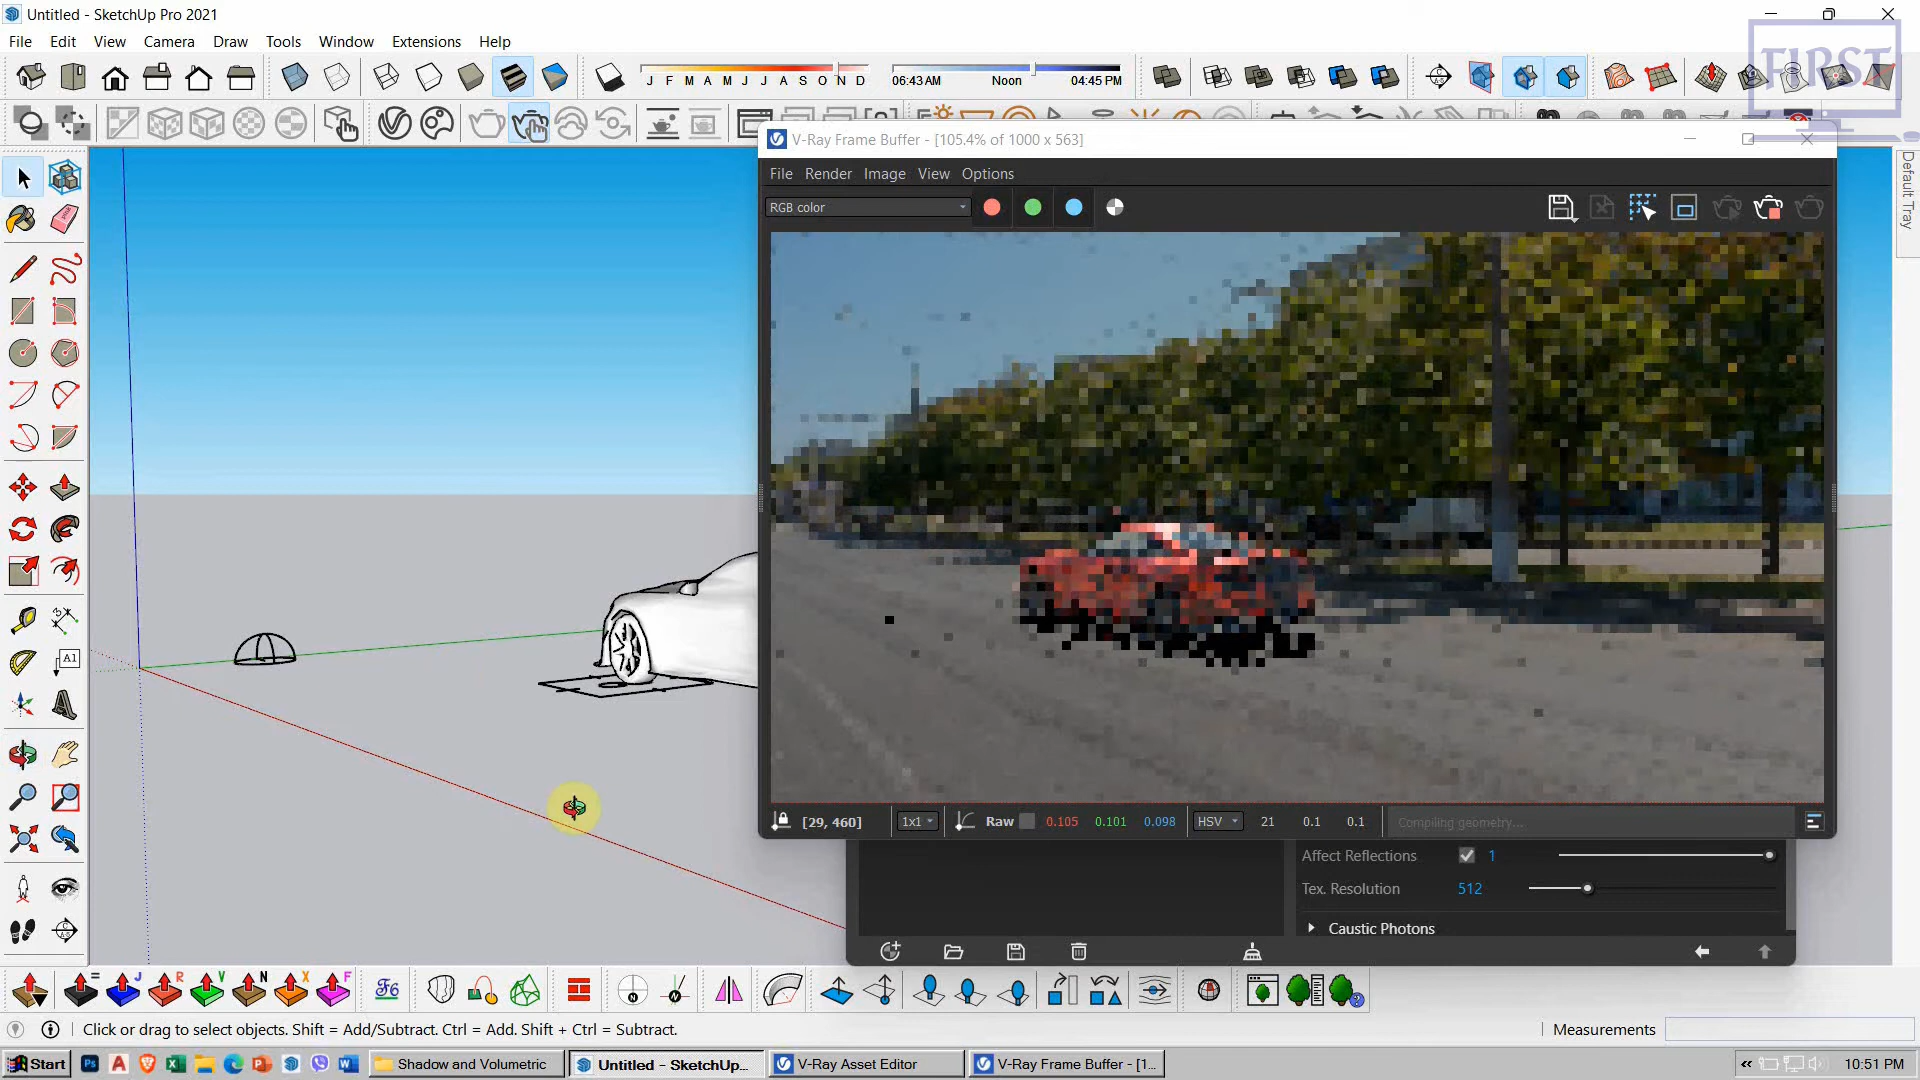 Untitled - SketchUp Pro 2021
File Edit View Camera Draw Tools Window Extensions Help
J F M A M J J A S O N D
06:43 AM Noon 04:45 PM
FIRST
V-Ray Frame Buffer - [105.4% of 1000 x 563]
File Render Image View Options
RGB color
Default Tray
A1
[29, 460]
1x1
Raw
0.105 0.101 0.098
HSV
21 0.1 0.1
Compiling geometry...
Affect Reflections 1
Tex. Resolution 512
Caustic Photons
= J R V N X F
F6
Click or drag to select objects. Shift = Add/Subtract. Ctrl = Add. Shift + Ctrl = Subtract.
Measurements
Start
Shadow and Volumetric
Untitled - SketchUp...
V-Ray Asset Editor
V-Ray Frame Buffer - [1...
10:51 PM